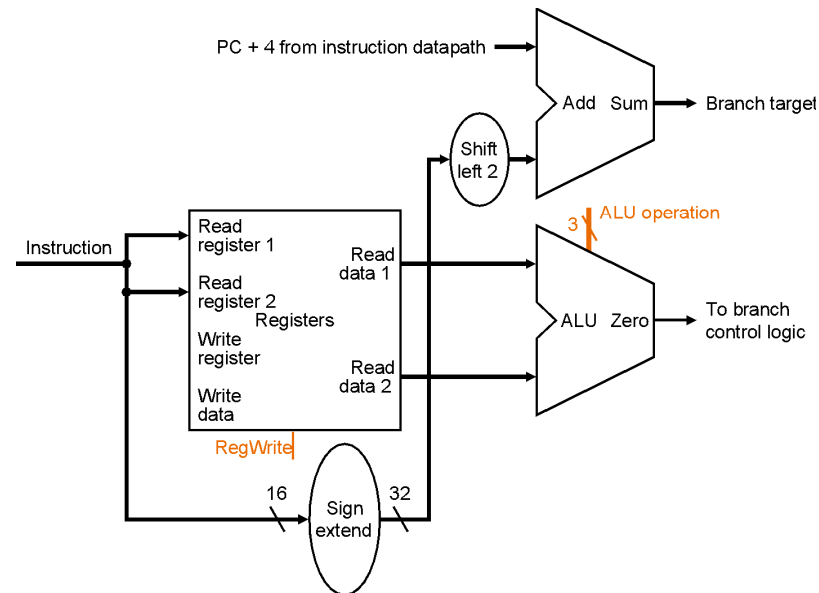 PC + 4 from instruction datapath
Add Sum
Branch target
Shift
left 2
3
ALU operation
Instruction
Read
register 1
Read
data 1
Read
register 2
Registers
Write
register
Read
data 2
Write
data
ALU Zero
To branch
control logic
RegWrite
16
Sign
extend
32